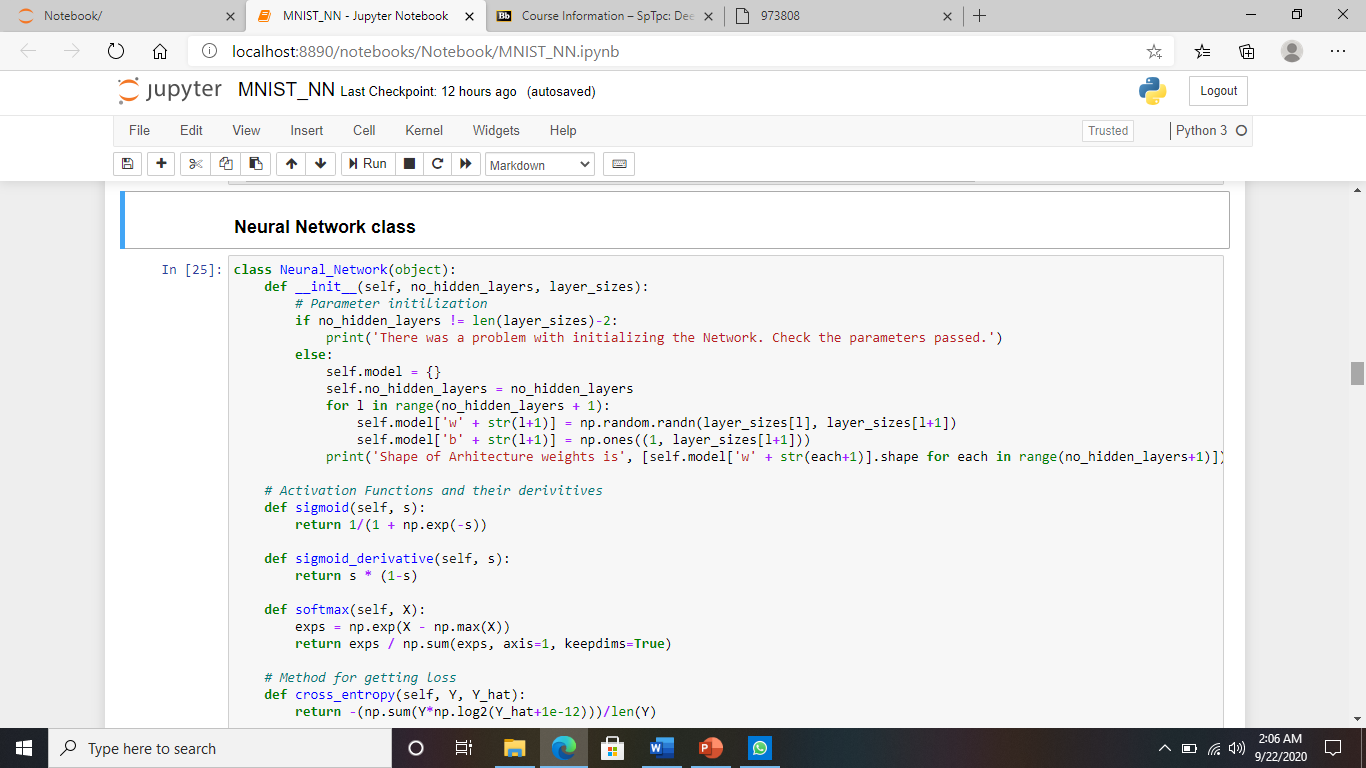 Notebook/
MNIST_NN - Jupyter Notebook
Bb Course Information – SpTpc: Dee
973808
localhost:8890/notebooks/Notebook/MNIST_NN.ipynb
jupyter MNIST_NN Last Checkpoint: 12 hours ago (autosaved)
Logout
File Edit View Insert Cell Kernel Widgets Help
Trusted
Python 3
Run
Markdown
Neural Network class
In [25]:
class Neural_Network(object):
def __init__(self, no_hidden_layers, layer_sizes):
# Parameter initilization
if no_hidden_layers != len(layer_sizes)-2:
print('There was a problem with initializing the Network. Check the parameters passed.')
else:
self.model = {}
self.no_hidden_layers = no_hidden_layers
for l in range(no_hidden_layers + 1):
self.model['w' + str(l+1)] = np.random.randn(layer_sizes[l], layer_sizes[l+1])
self.model['b' + str(l+1)] = np.ones((1, layer_sizes[l+1]))
print('Shape of Arhitecture weights is', [self.model['w' + str(each+1)].shape for each in range(no_hidden_layers+1)])
# Activation Functions and their derivitives
def sigmoid(self, s):
return 1/(1 + np.exp(-s))
def sigmoid_derivative(self, s):
return s * (1-s)
def softmax(self, X):
exps = np.exp(X - np.max(X))
return exps / np.sum(exps, axis=1, keepdims=True)
# Method for getting loss
def cross_entropy(self, Y, Y_hat):
return -(np.sum(Y*np.log2(Y_hat+1e-12)))/len(Y)
Type here to search
2:06 AM
9/22/2020